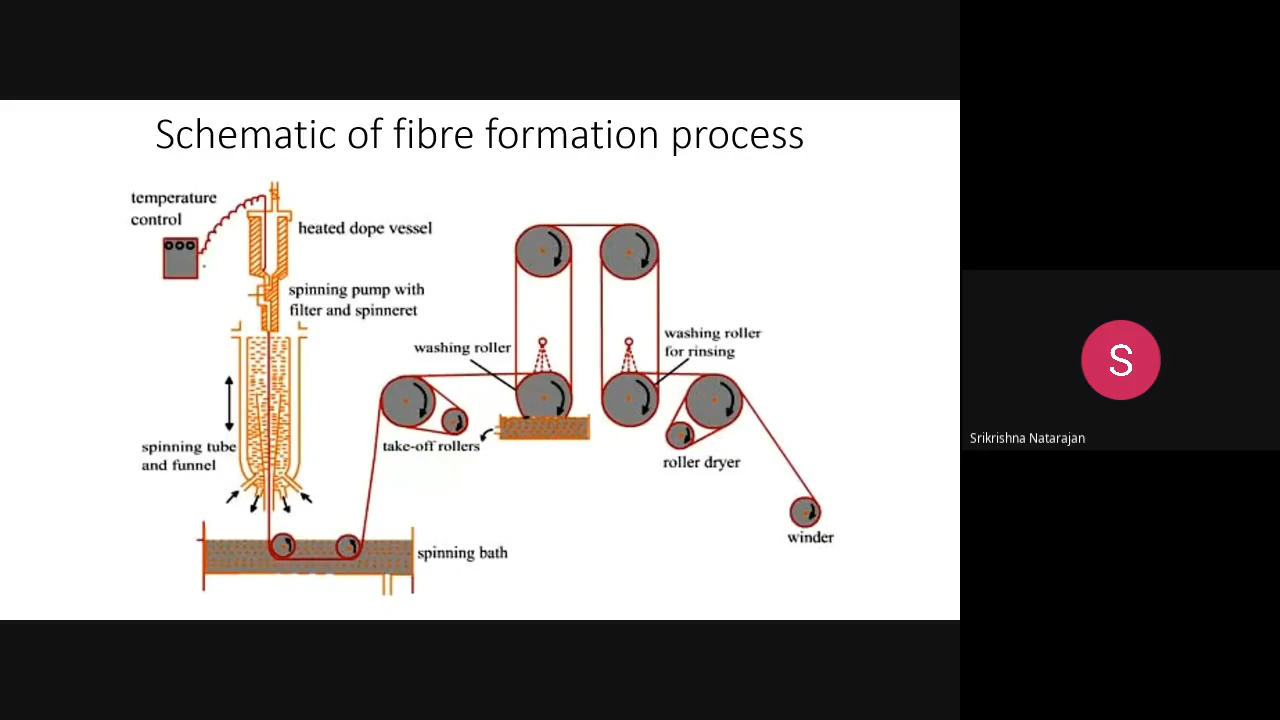 Schematic of fibre formation process
temperature
control
heated dope vessel
spinning pump with
filter and spinneret
washing roller
washing roller
for rinsing
spinning tube
and funnel
take-off rollers
roller dryer
winder
spinning bath
S
Srikrishna Natarajan